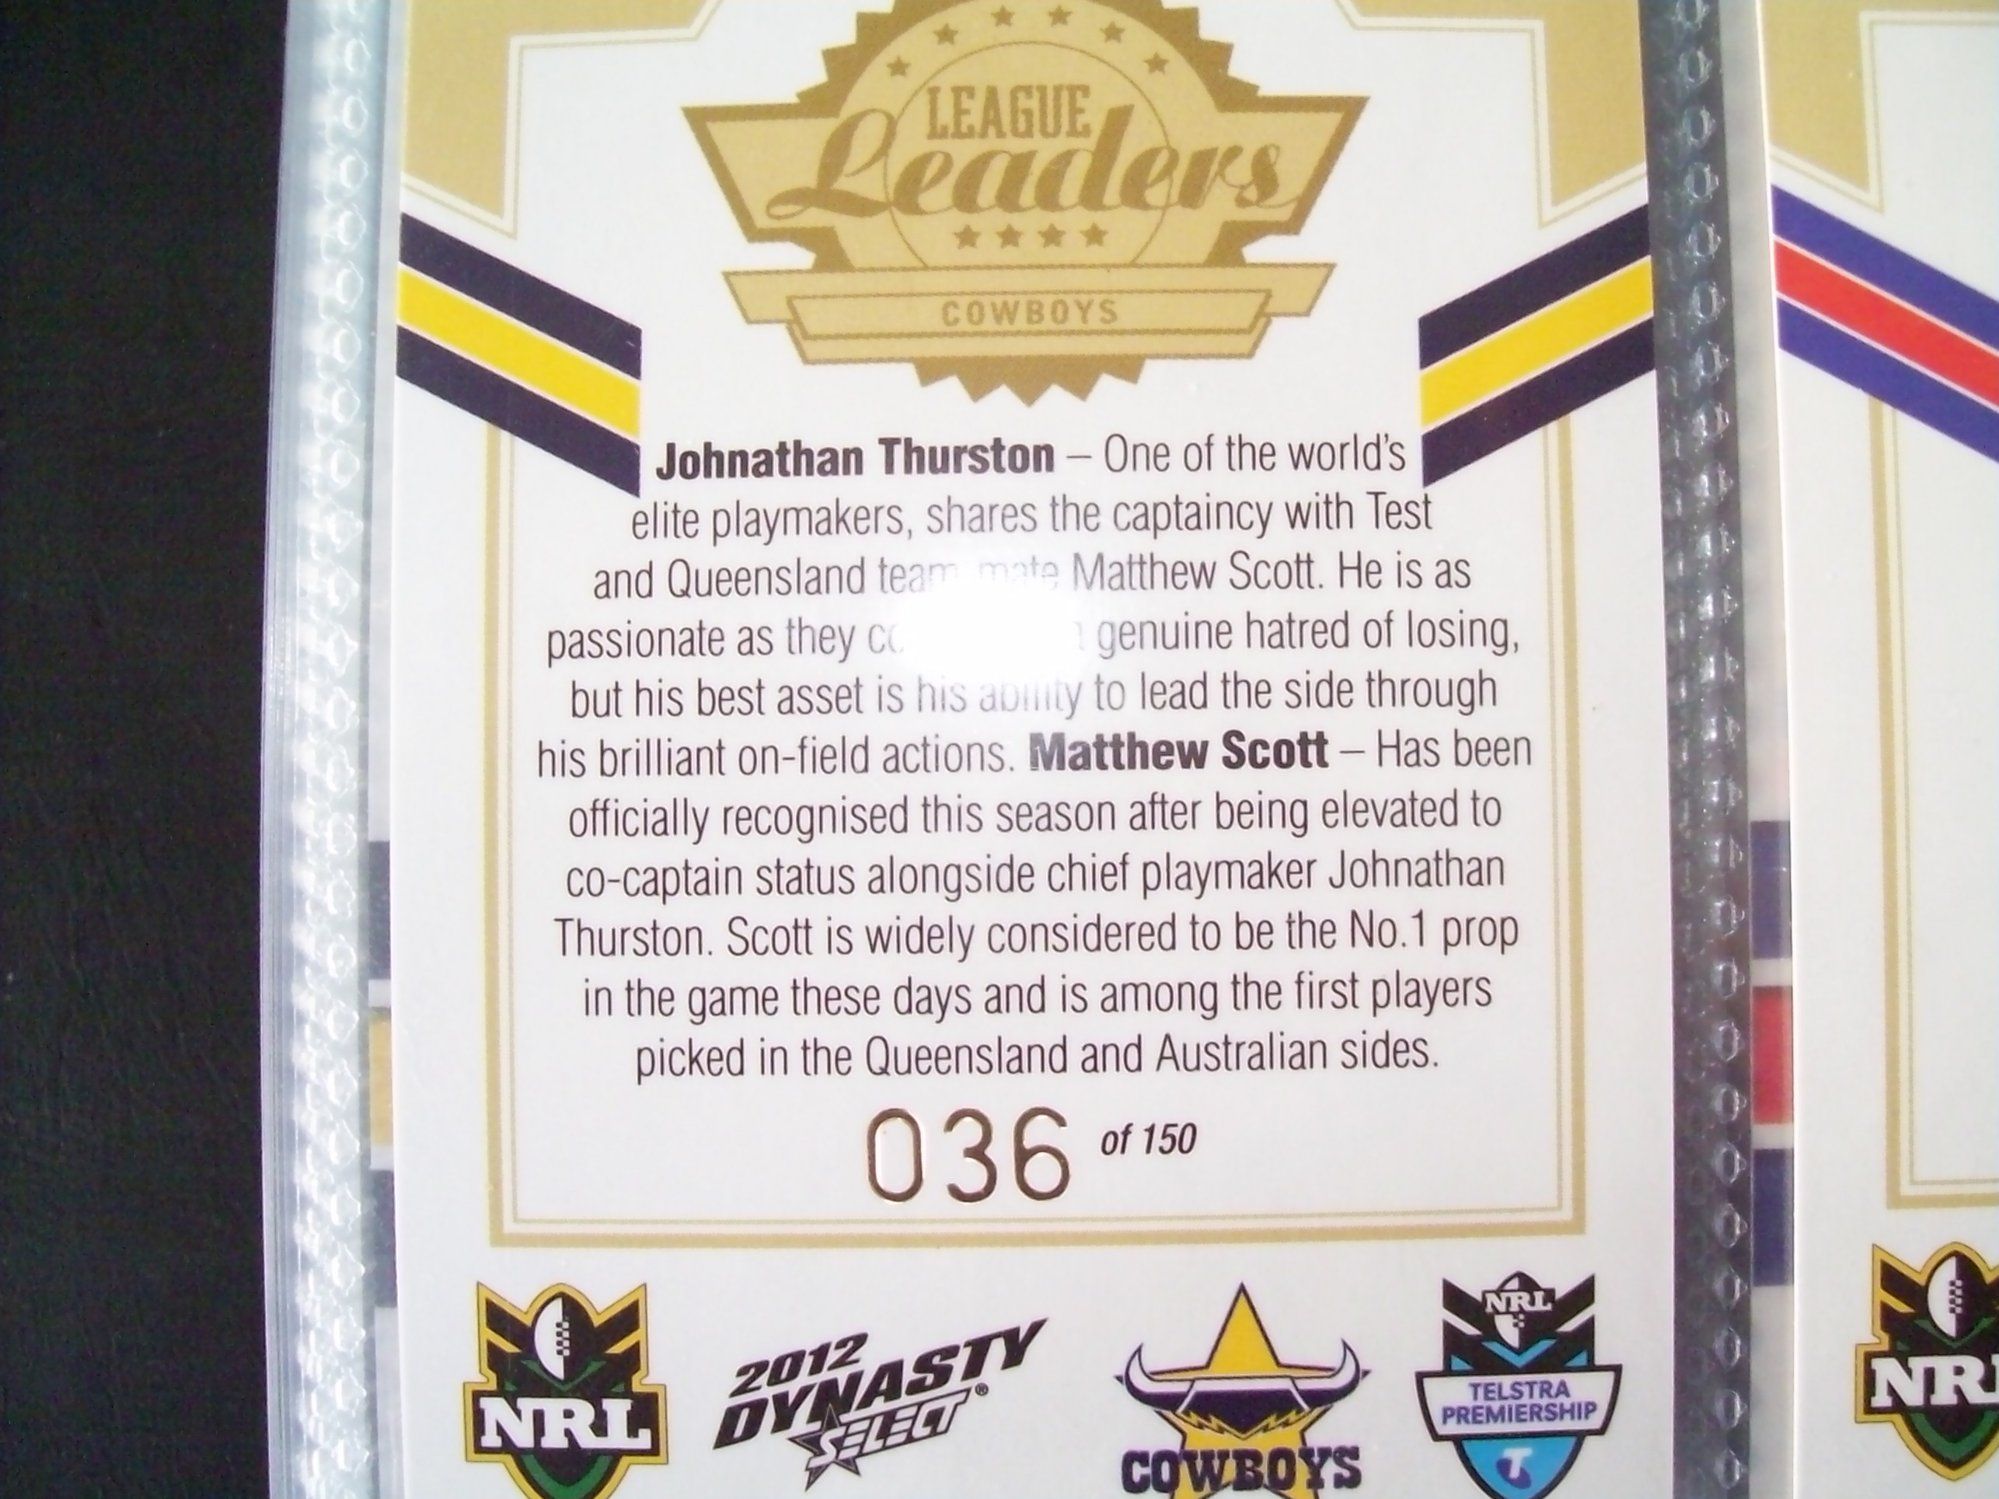 LEAGUE
Leaders
COWBOYS
Johnathan Thurston – One of the world's
elite playmakers, shares the captaincy with Test
and Queensland team mate Matthew Scott. He is as
passionate as they genuine hatred of losing,
but his best asset is his ability to lead the side through
his brilliant on-field actions. Matthew Scott – Has been
officially recognised this season after being elevated to
co-captain status alongside chief playmaker Johnathan
Thurston. Scott is widely considered to be the No.1 prop
in the game these days and is among the first players
picked in the Queensland and Australian sides.
036 of 150
NRL
2012
DYNASTY
SELECT®
COWBOYS
NRL
TELSTRA
PREMIERSHIP
T